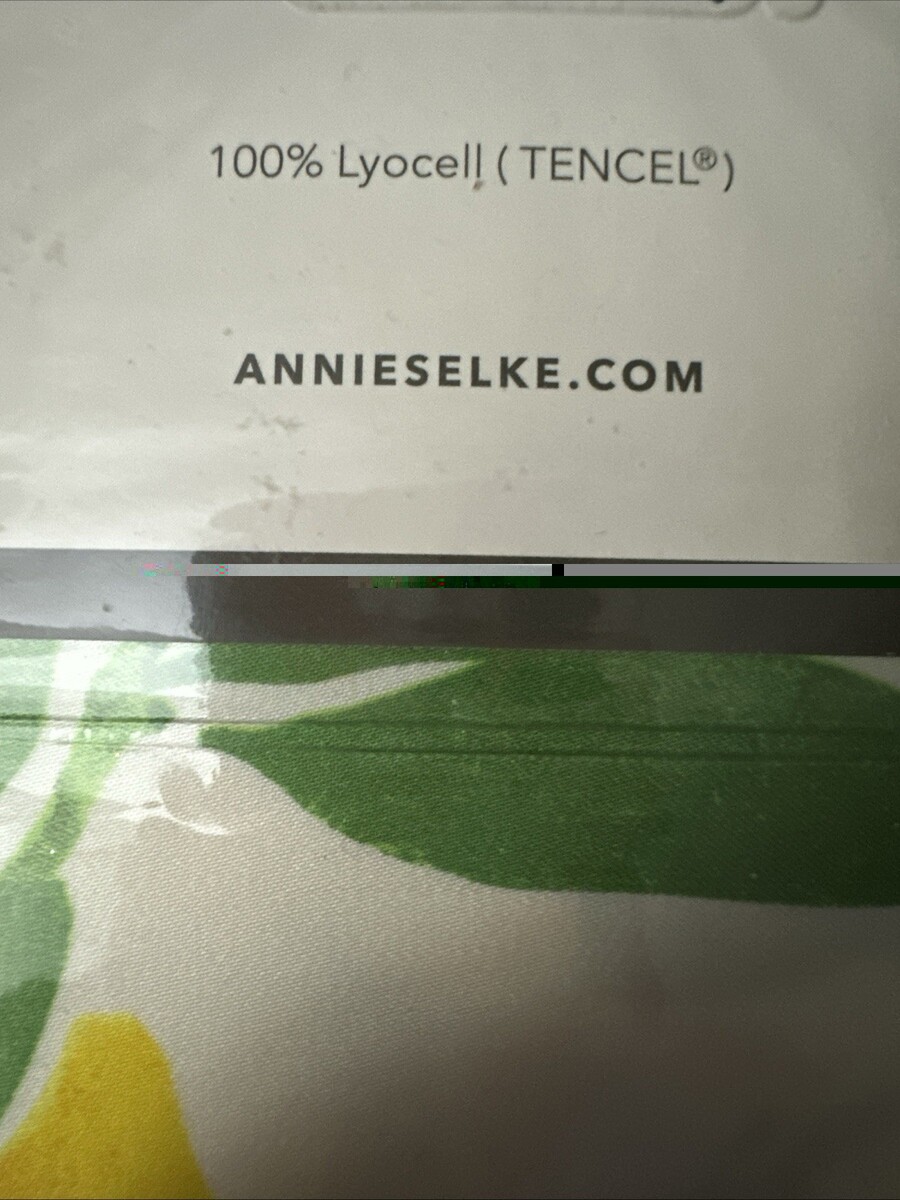 100% Lyocell ( TENCEL® )
ANNIESELKE.COM